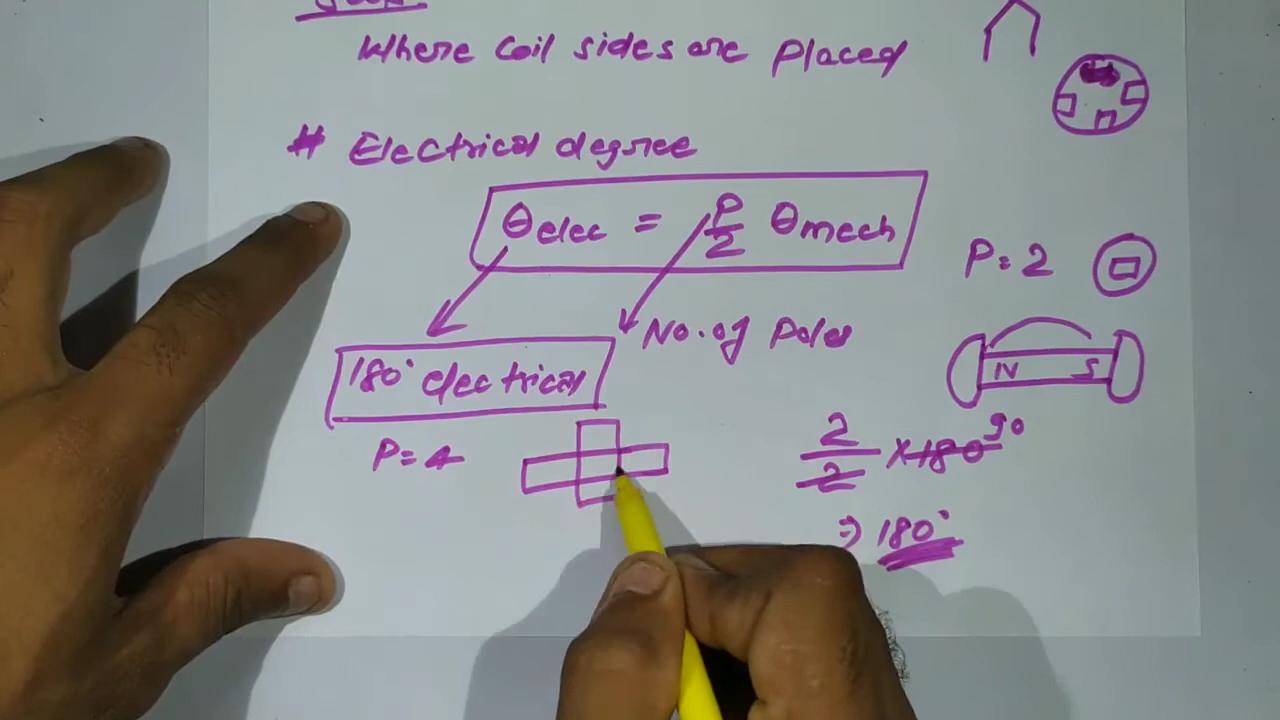 Where coil sides are placed
# Electrical degree
θelec = P/2 θmech
P=2
No. of Poles
180° electrical
N S
P=4
2/2 ×180 90
⇒ 180°